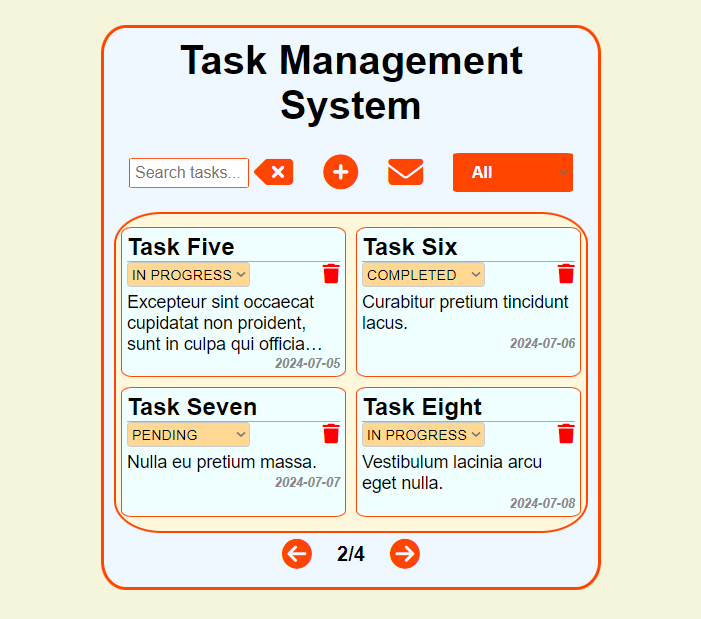 Task Management
System
Search tasks...
All
Task Five
IN PROGRESS
Excepteur sint occaecat
cupidatat non proident,
sunt in culpa qui officia…
2024-07-05
Task Six
COMPLETED
Curabitur pretium tincidunt
lacus.
2024-07-06
Task Seven
PENDING
Nulla eu pretium massa.
2024-07-07
Task Eight
IN PROGRESS
Vestibulum lacinia arcu
eget nulla.
2024-07-08
2/4